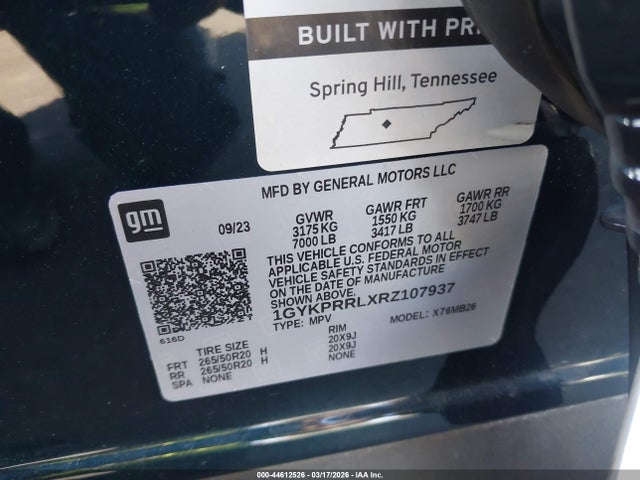 BUILT WITH PRI
Spring Hill, Tennessee
MFD BY GENERAL MOTORS LLC
gm
09/23
GVWR
3175 KG
7000 LB
GAWR FRT
1550 KG
3417 LB
GAWR RR
1700 KG
3747 LB
THIS VEHICLE CONFORMS TO ALL
APPLICABLE U.S. FEDERAL MOTOR
VEHICLE SAFETY STANDARDS IN EFFECT
ON THE DATE OF MANUFACTURE
SHOWN ABOVE.
1GYKPRRLXRZ107937
TYPE: MPV
MODEL: X76MB26
616D
TIRE SIZE
RIM
FRT 265/50R20 H 20X9J
RR 265/50R20 H 20X9J
SPA NONE NONE
000-44612526 - 03/17/2026 - IAA Inc.